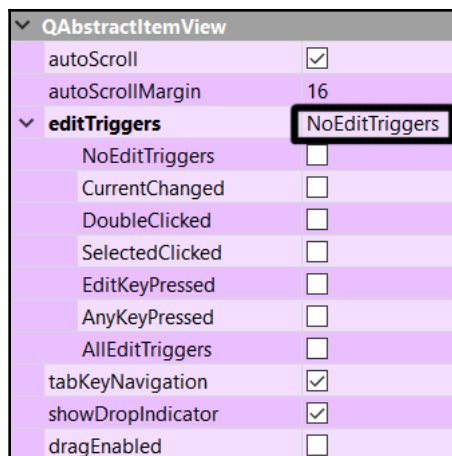 QAbstractItemView
autoScroll
autoScrollMargin 16
editTriggers NoEditTriggers
NoEditTriggers
CurrentChanged
DoubleClicked
SelectedClicked
EditKeyPressed
AnyKeyPressed
AllEditTriggers
tabKeyNavigation
showDropIndicator
dragEnabled